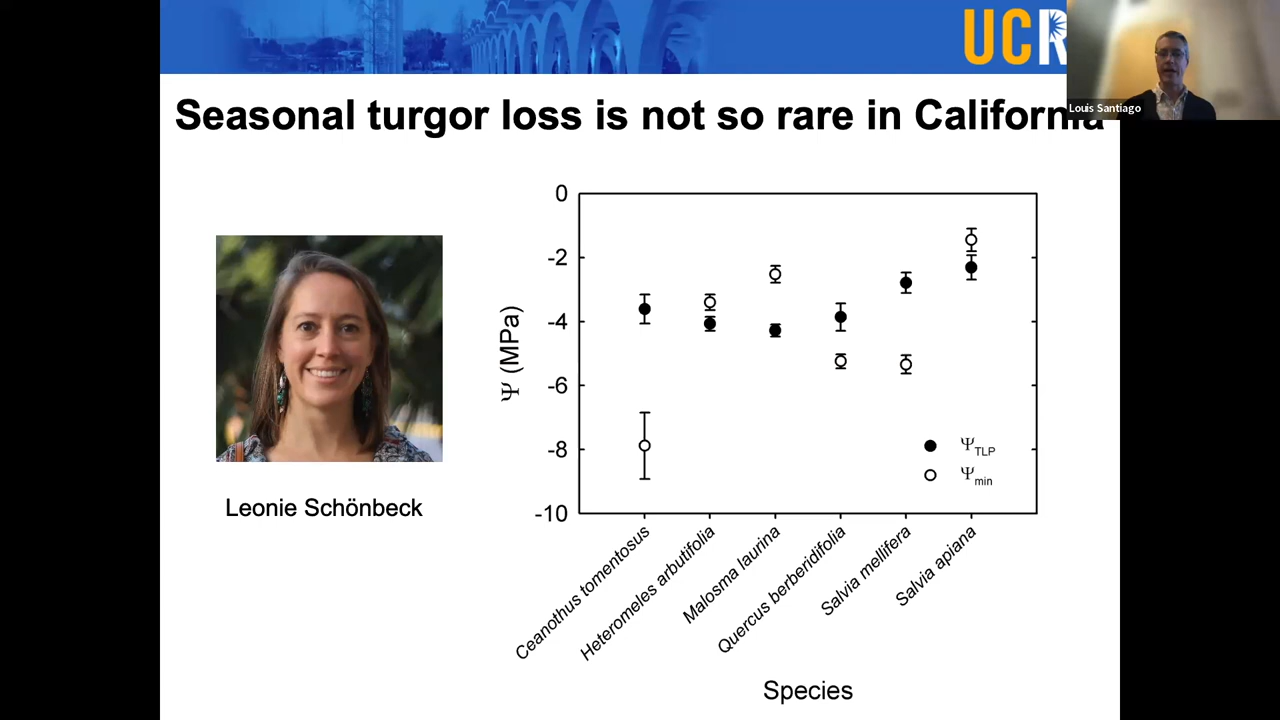 UCR
Louis Santiago
Seasonal turgor loss is not so rare in California
0
-2
-4
-6
-8
-10
Ψ (MPa)
Ψ TLP
Ψ min
Ceanothus tomentosus
Heteromeles arbutifolia
Malosma laurina
Quercus berberidifolia
Salvia mellifera
Salvia apiana
Species
Leonie Schönbeck